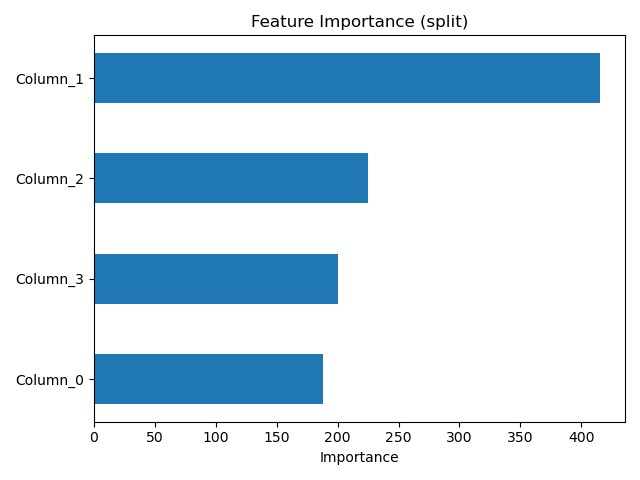 Feature Importance (split)
Column_1
Column_2
Column_3
Column_0
0 50 100 150 200 250 300 350 400
Importance